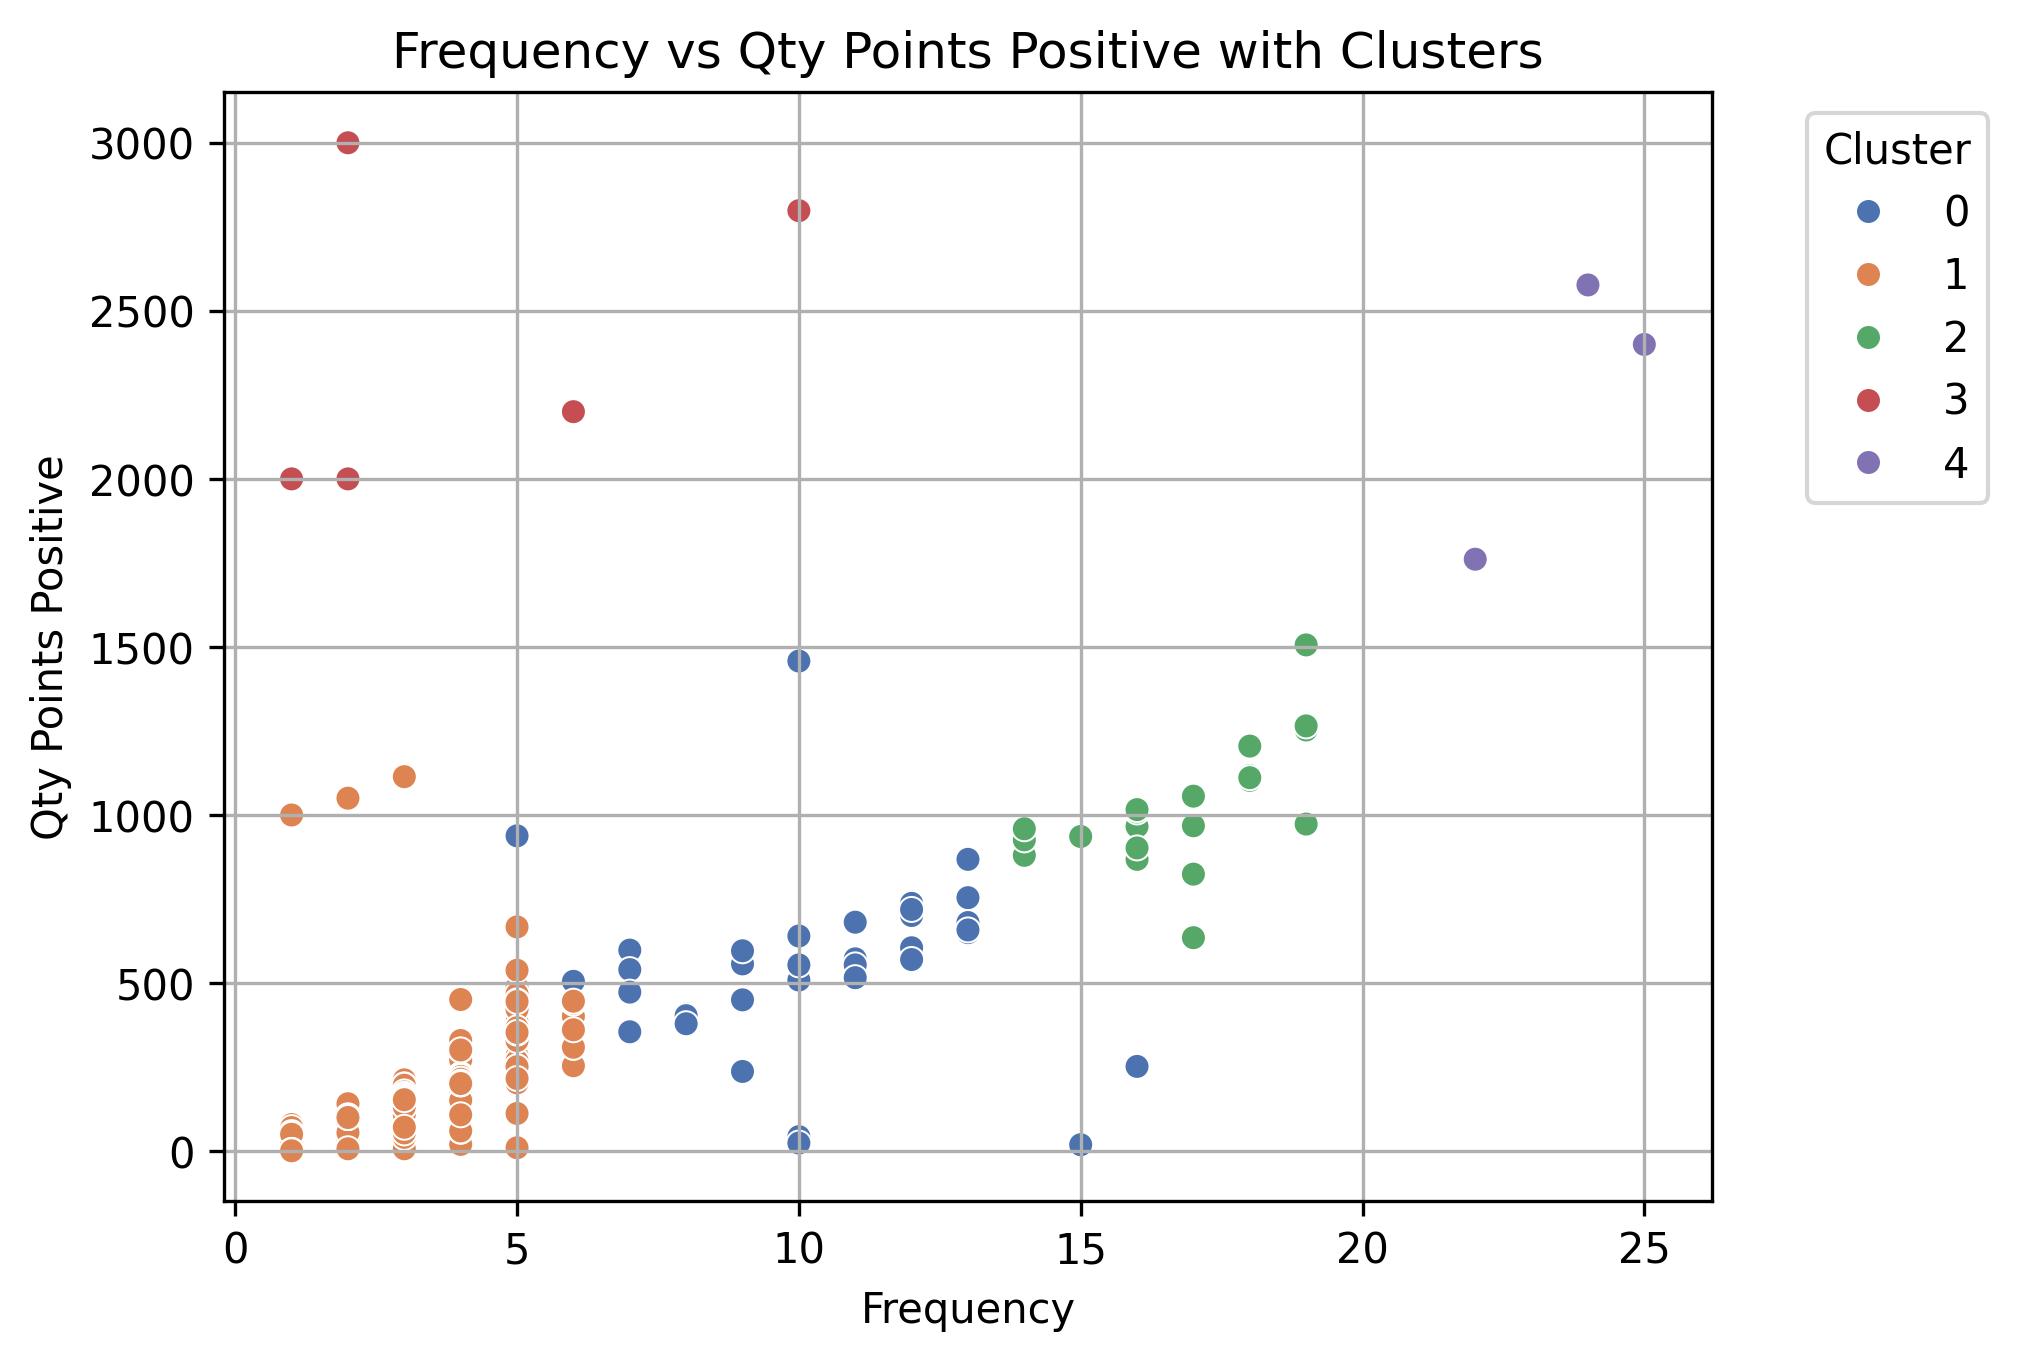 Frequency vs Qty Points Positive with Clusters
3000
2500
2000
1500
1000
500
0
Qty Points Positive
0 5 10 15 20 25
Frequency
Cluster
0
1
2
3
4